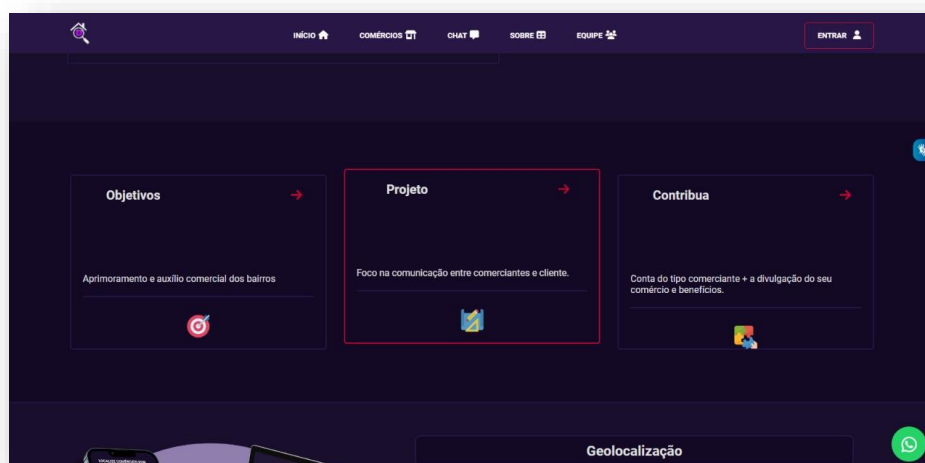 INÍCIO
COMÉRCIOS
CHAT
SOBRE
EQUIPE
ENTRAR
Objetivos
Aprimoramento e auxílio comercial dos bairros
Projeto
Foco na comunicação entre comerciantes e cliente.
Contribua
Conta do tipo comerciante + a divulgação do seu
comércio e benefícios.
Geolocalização